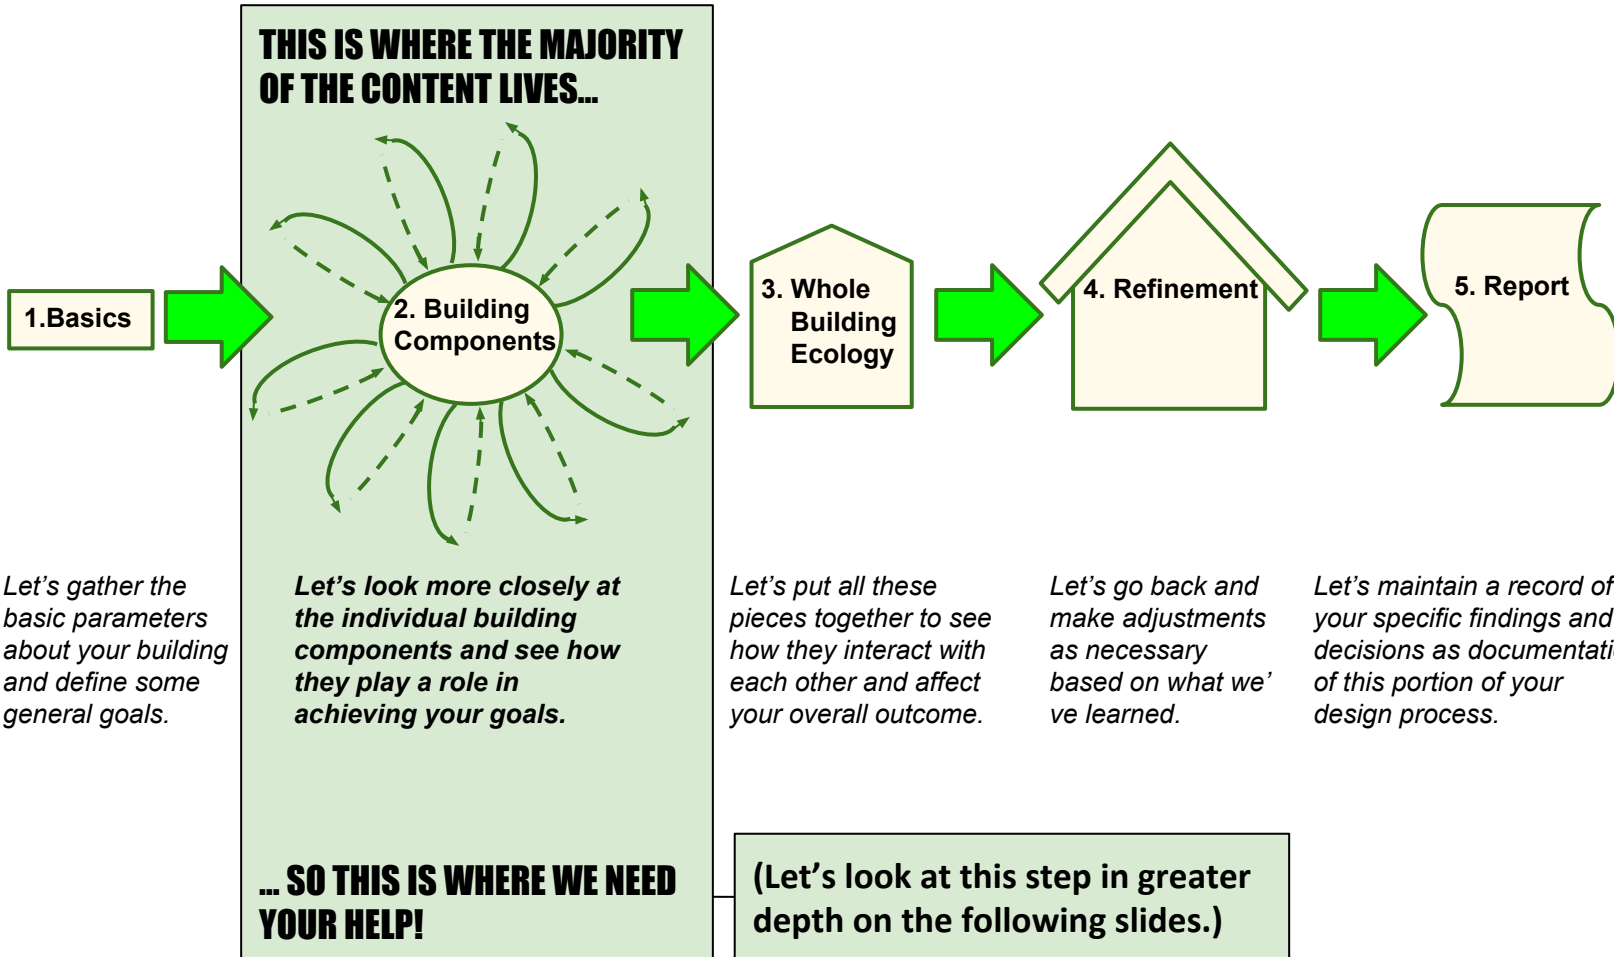 THIS IS WHERE THE MAJORITY
OF THE CONTENT LIVES...
1.Basics
2. Building
Components
3. Whole
Building
Ecology
4. Refinement
5. Report
Let's gather the
basic parameters
about your building
and define some
general goals.
Let's look more closely at
the individual building
components and see how
they play a role in
achieving your goals.
Let's put all these
pieces together to see
how they interact with
each other and affect
your overall outcome.
Let's go back and
make adjustments
as necessary
based on what we'
ve learned.
Let's maintain a record of
your specific findings and
decisions as documentatio
of this portion of your
design process.
... SO THIS IS WHERE WE NEED
YOUR HELP!
(Let's look at this step in greater
depth on the following slides.)